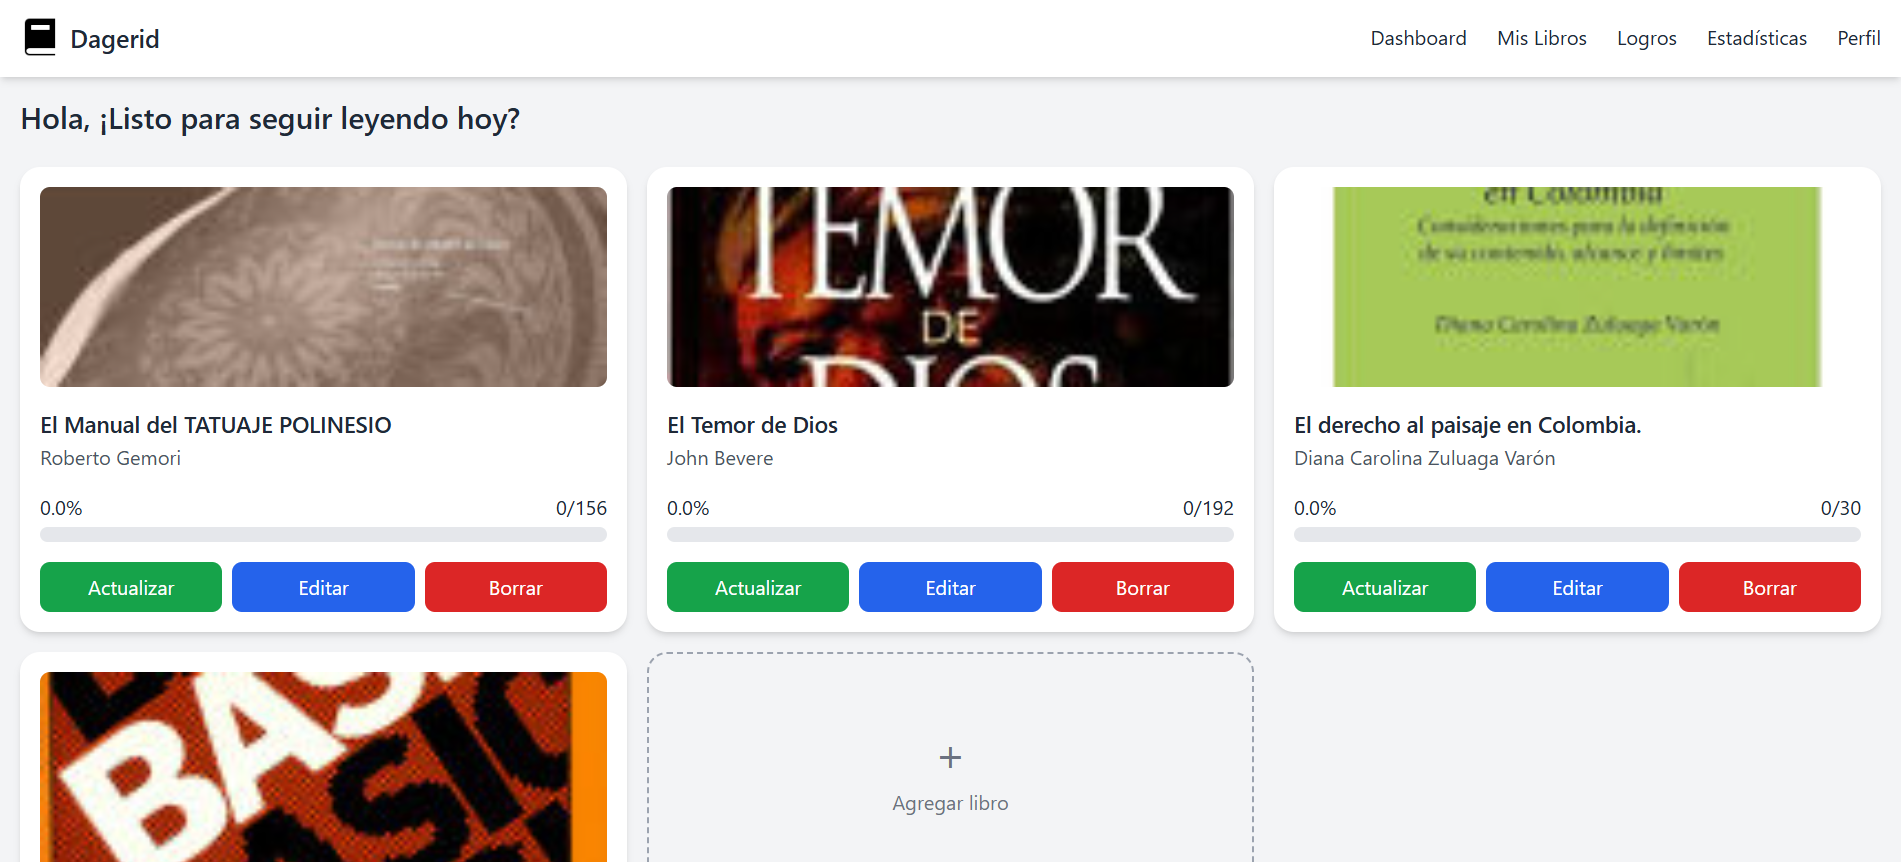 Dagerid
Dashboard
Mis Libros
Logros
Estadísticas
Perfil
Hola, ¡Listo para seguir leyendo hoy?
TEMOR
DE
DIOS
en Colombia
Consideraciones para la definición
de su contenido, alcance y límites
Diana Carolina Zuluaga Varón
El Manual del TATUAJE POLINESIO
Roberto Gemori
0.0%
0/156
Actualizar
Editar
Borrar
El Temor de Dios
John Bevere
0.0%
0/192
Actualizar
Editar
Borrar
El derecho al paisaje en Colombia.
Diana Carolina Zuluaga Varón
0.0%
0/30
Actualizar
Editar
Borrar
BASIC
BASIC
+
Agregar libro